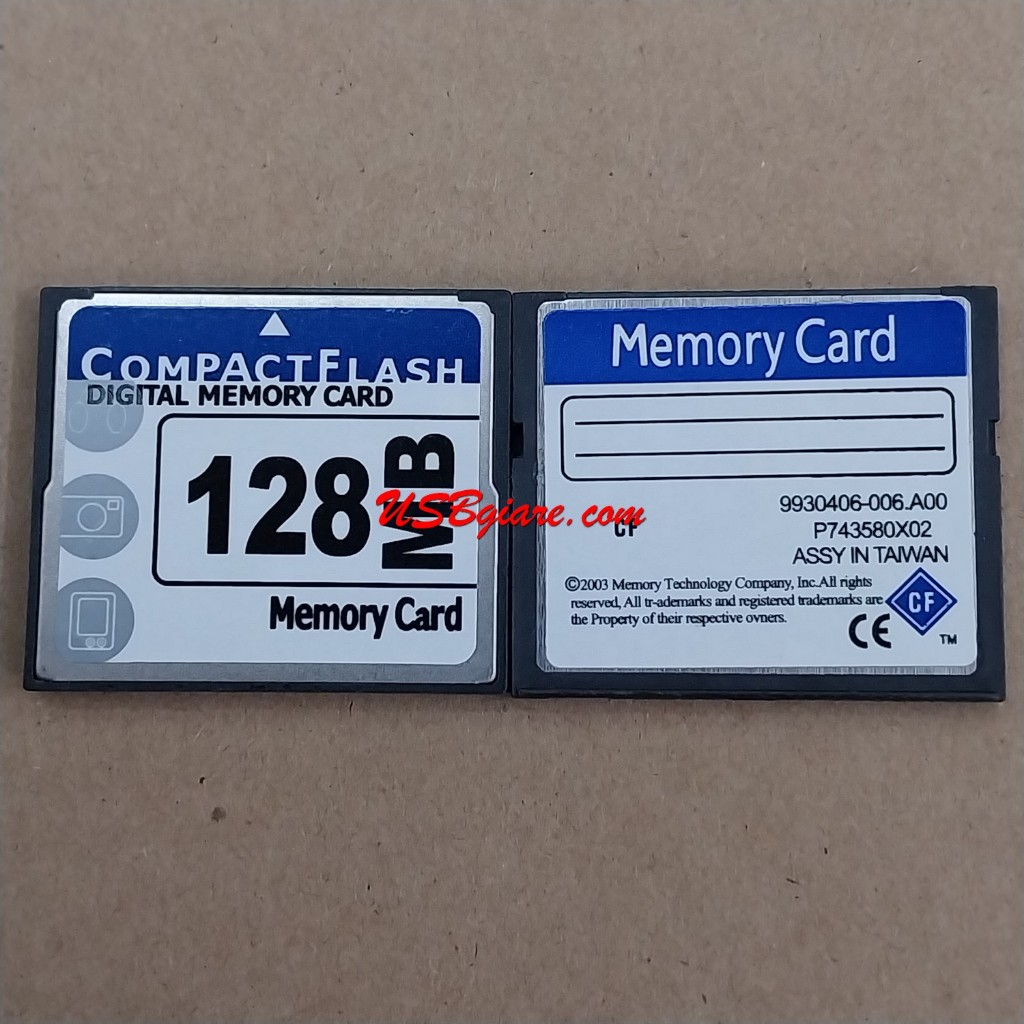 COMPACTFLASH
DIGITAL MEMORY CARD
128 MB
Memory Card
USBgiare.com
Memory Card
9930406-006.A00
CF
P743580X02
ASSY IN TAIWAN
©2003 Memory Technology Company, Inc.All rights
reserved, All tr-ademarks and registered trademarks are
the Property of their respective owners.
CF
CE
TM